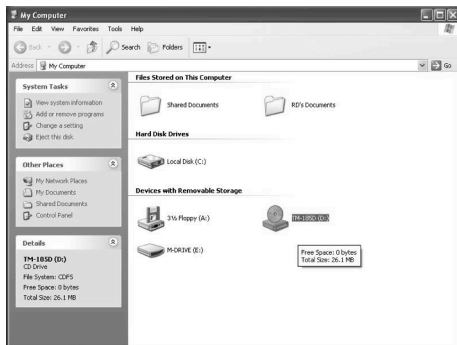 My Computer
File Edit View Favorites Tools Help
Back Search Folders
Address My Computer Go
System Tasks
View system information
Add or remove programs
Change a setting
Eject this disk
Other Places
My Network Places
My Documents
Shared Documents
Control Panel
Details
TM-185D (D:)
CD Drive
File System: CDFS
Free Space: 0 bytes
Total Size: 26.1 MB
Files Stored on This Computer
Shared Documents RD's Documents
Hard Disk Drives
Local Disk (C:)
Devices with Removable Storage
3½ Floppy (A:) TM-185D (D:)
M-DRIVE (E:)
Free Space: 0 bytes
Total Size: 26.1 MB